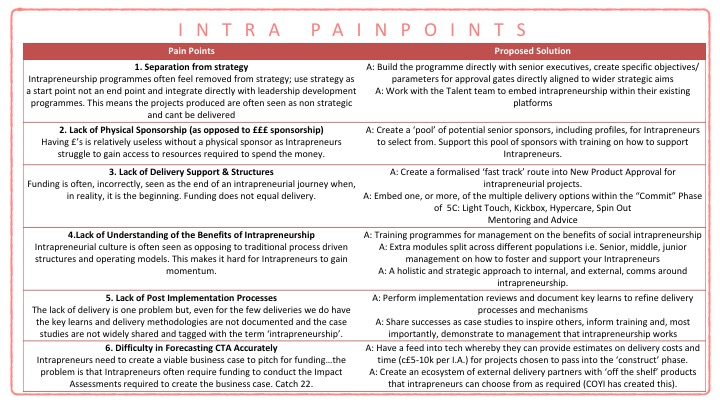 INTRA PAINPOINTS
Pain Points
Proposed Solution
1. Separation from strategy
Intrapreneurship programmes often feel removed from strategy; use strategy as
a start point not an end point and integrate directly with leadership development
programmes. This means the projects produced are often seen as non strategic
and cant be delivered
A: Build the programme directly with senior executives, create specific objectives/
parameters for approval gates directly aligned to wider strategic aims
A: Work with the Talent team to embed intrapreneurship within their existing
platforms
2. Lack of Physical Sponsorship (as opposed to £££ sponsorship)
Having £'s is relatively useless without a physical sponsor as Intrapreneurs
struggle to gain access to resources required to spend the money.
A: Create a 'pool' of potential senior sponsors, including profiles, for Intrapreneurs
to select from. Support this pool of sponsors with training on how to support
Intrapreneurs.
3. Lack of Delivery Support & Structures
Funding is often, incorrectly, seen as the end of an intrapreneurial journey when,
in reality, it is the beginning. Funding does not equal delivery.
A: Create a formalised 'fast track' route into New Product Approval for
intrapreneurial projects.
A: Embed one, or more, of the multiple delivery options within the "Commit" Phase
of 5C: Light Touch, Kickbox, Hypercare, Spin Out
Mentoring and Advice
4.Lack of Understanding of the Benefits of Intrapreneurship
Intrapreneurial culture is often seen as opposing to traditional process driven
structures and operating models. This makes it hard for Intrapreneurs to gain
momentum.
A: Training programmes for management on the benefits of social intrapreneurship
A: Extra modules split across different populations i.e. Senior, middle, junior
management on how to foster and support your Intrapreneurs
A: A holistic and strategic approach to internal, and external, comms around
intrapreneurship.
5. Lack of Post Implementation Processes
The lack of delivery is one problem but, even for the few deliveries we do have
the key learns and delivery methodologies are not documented and the case
studies are not widely shared and tagged with the term 'intrapreneurship'.
A: Perform implementation reviews and document key learns to refine delivery
processes and mechanisms
A: Share successes as case studies to inspire others, inform training and, most
importantly, demonstrate to management that intrapreneurship works
6. Difficulty in Forecasting CTA Accurately
Intrapreneurs need to create a viable business case to pitch for funding...the
problem is that Intrapreneurs often require funding to conduct the Impact
Assessments required to create the business case. Catch 22.
A: Have a feed into tech whereby they can provide estimates on delivery costs and
time (c£5-10k per I.A.) for projects chosen to pass into the 'construct' phase.
A: Create an ecosystem of external delivery partners with 'off the shelf' products
that intrapreneurs can choose from as required (COYI has created this).